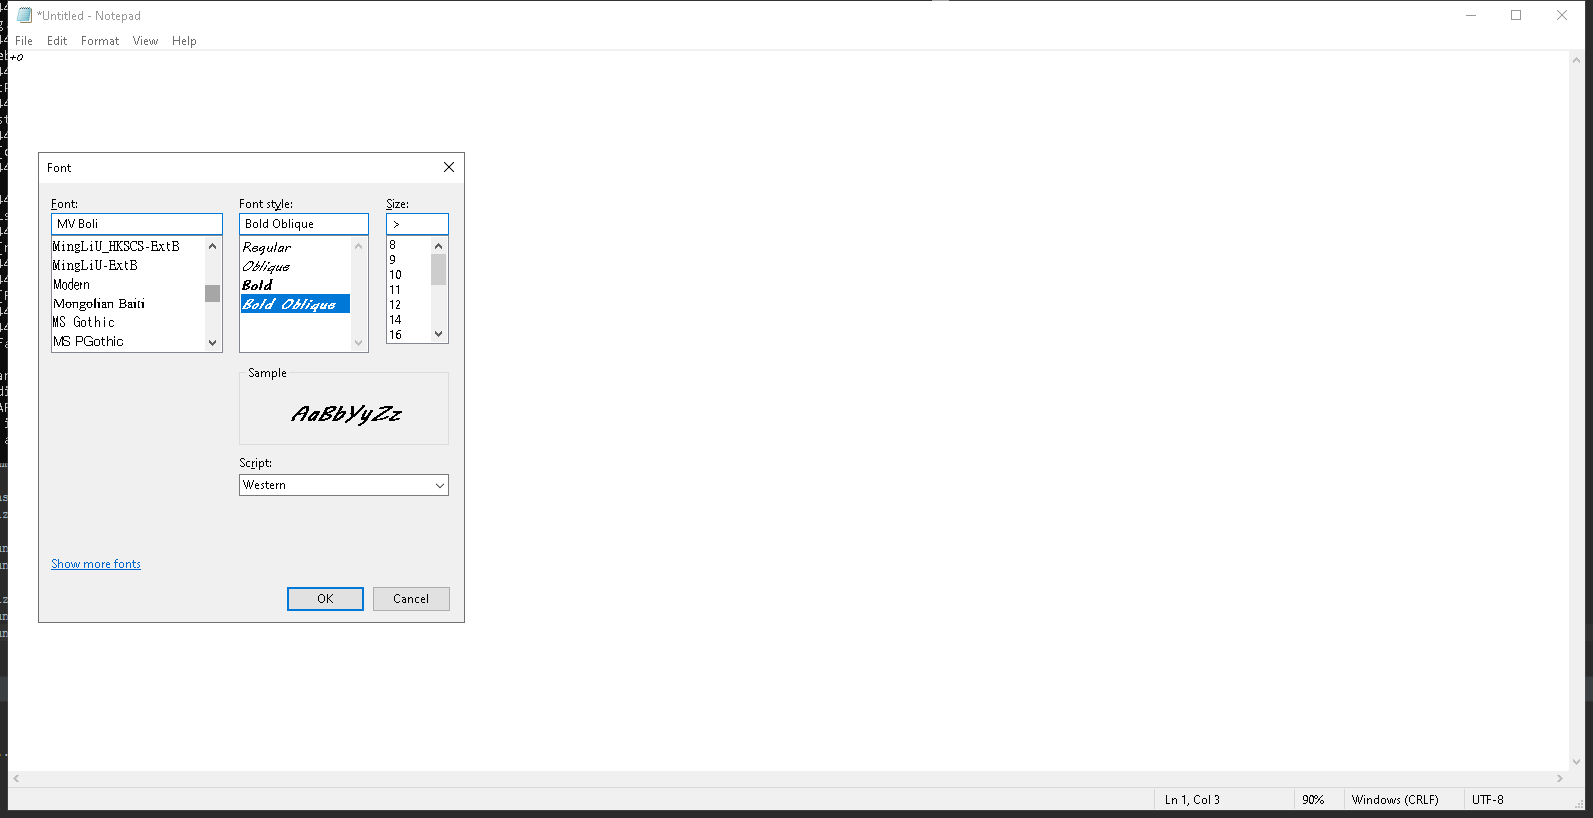 *Untitled - Notepad
File Edit Format View Help
+o
Font
Font: Font style: Size:
MV Boli Bold Oblique >
MingLiU_HKSCS-ExtB
MingLiU-ExtB
Modern
Mongolian Baiti
MS Gothic
MS PGothic
Regular
Oblique
Bold
Bold Oblique
8
9
10
11
12
14
16
Sample
AaBbYyZz
Script:
Western
Show more fonts
OK Cancel
Ln 1, Col 3 90% Windows (CRLF) UTF-8